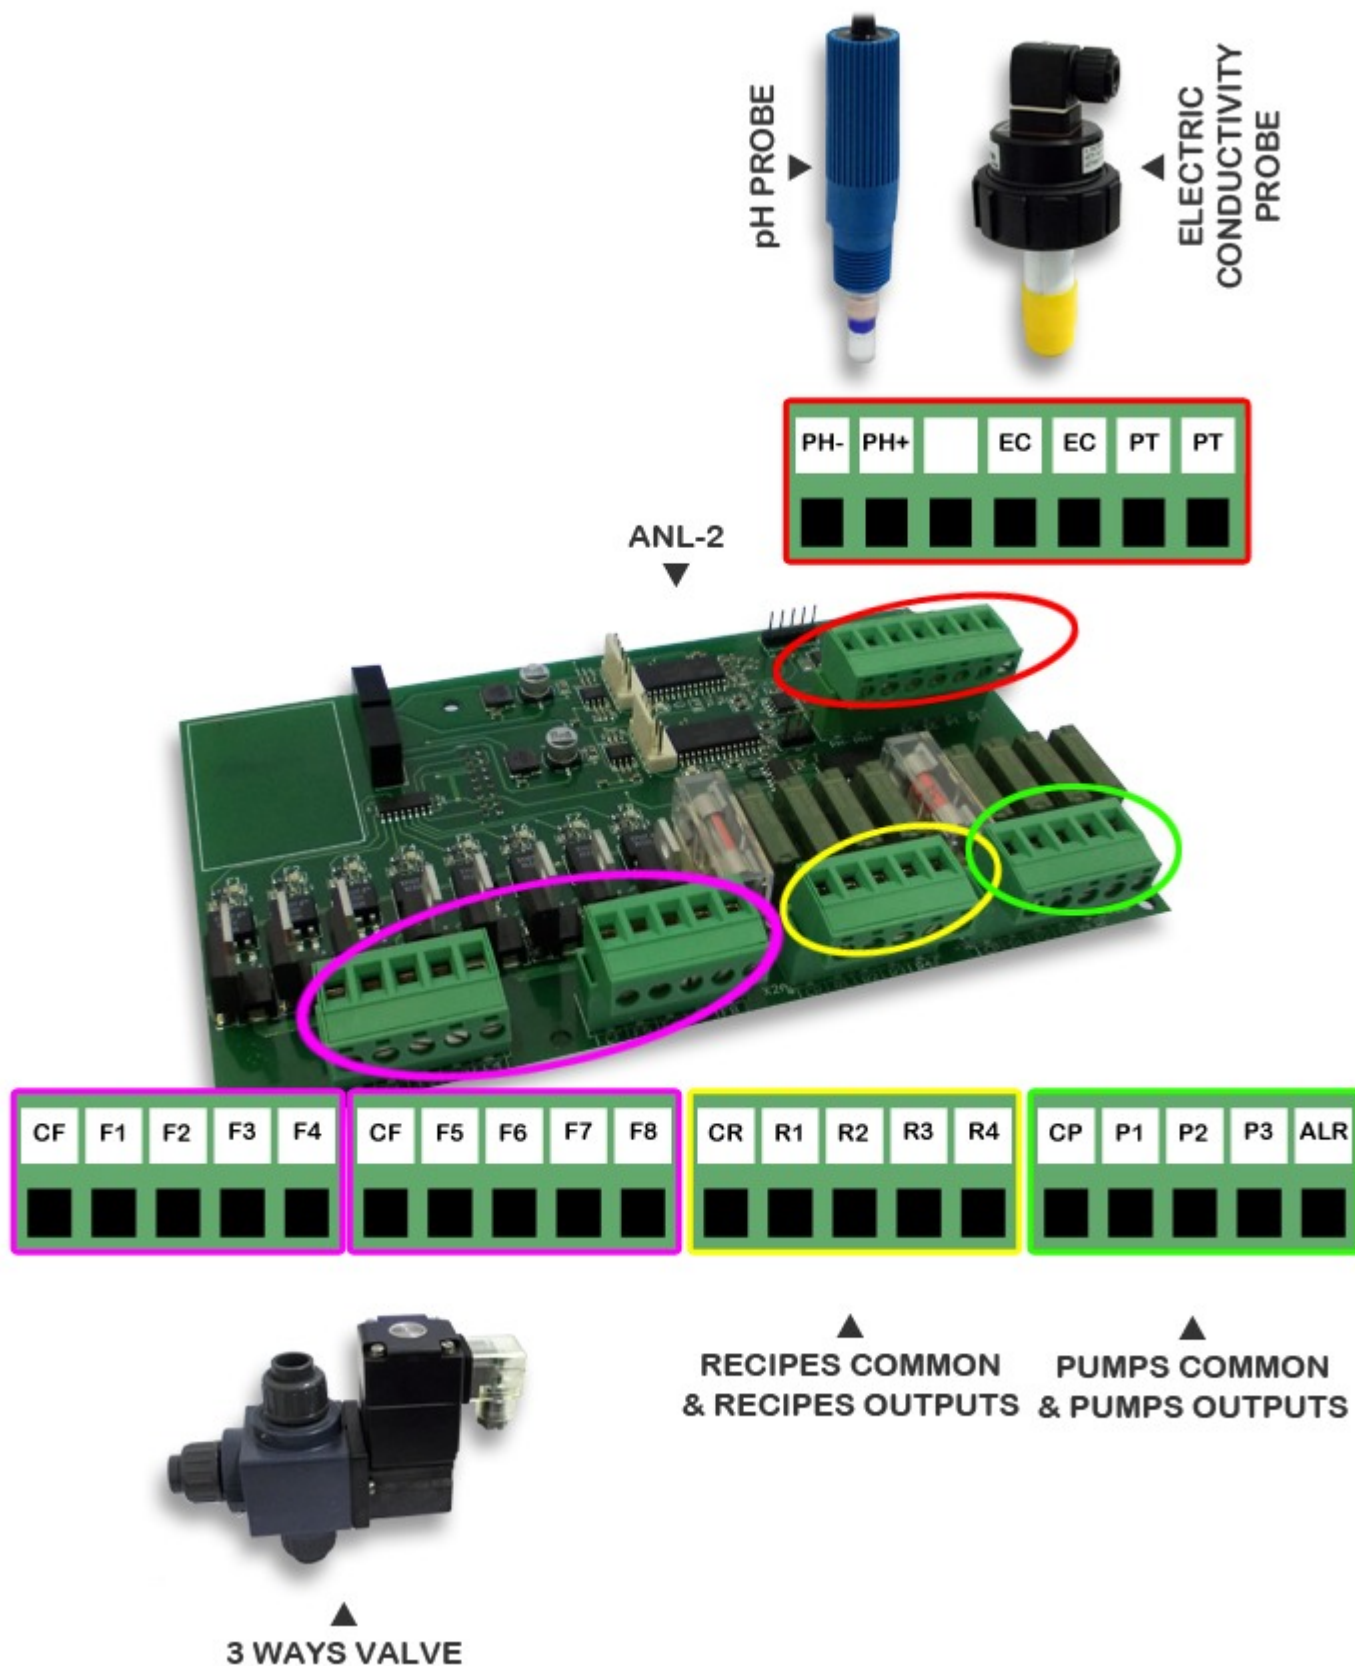 pH PROBE
ELECTRIC
CONDUCTIVITY
PROBE
PH- PH+ EC EC PT PT
ANL-2
CF F1 F2 F3 F4
CF F5 F6 F7 F8
CR R1 R2 R3 R4
CP P1 P2 P3 ALR
RECIPES COMMON
& RECIPES OUTPUTS
PUMPS COMMON
& PUMPS OUTPUTS
3 WAYS VALVE